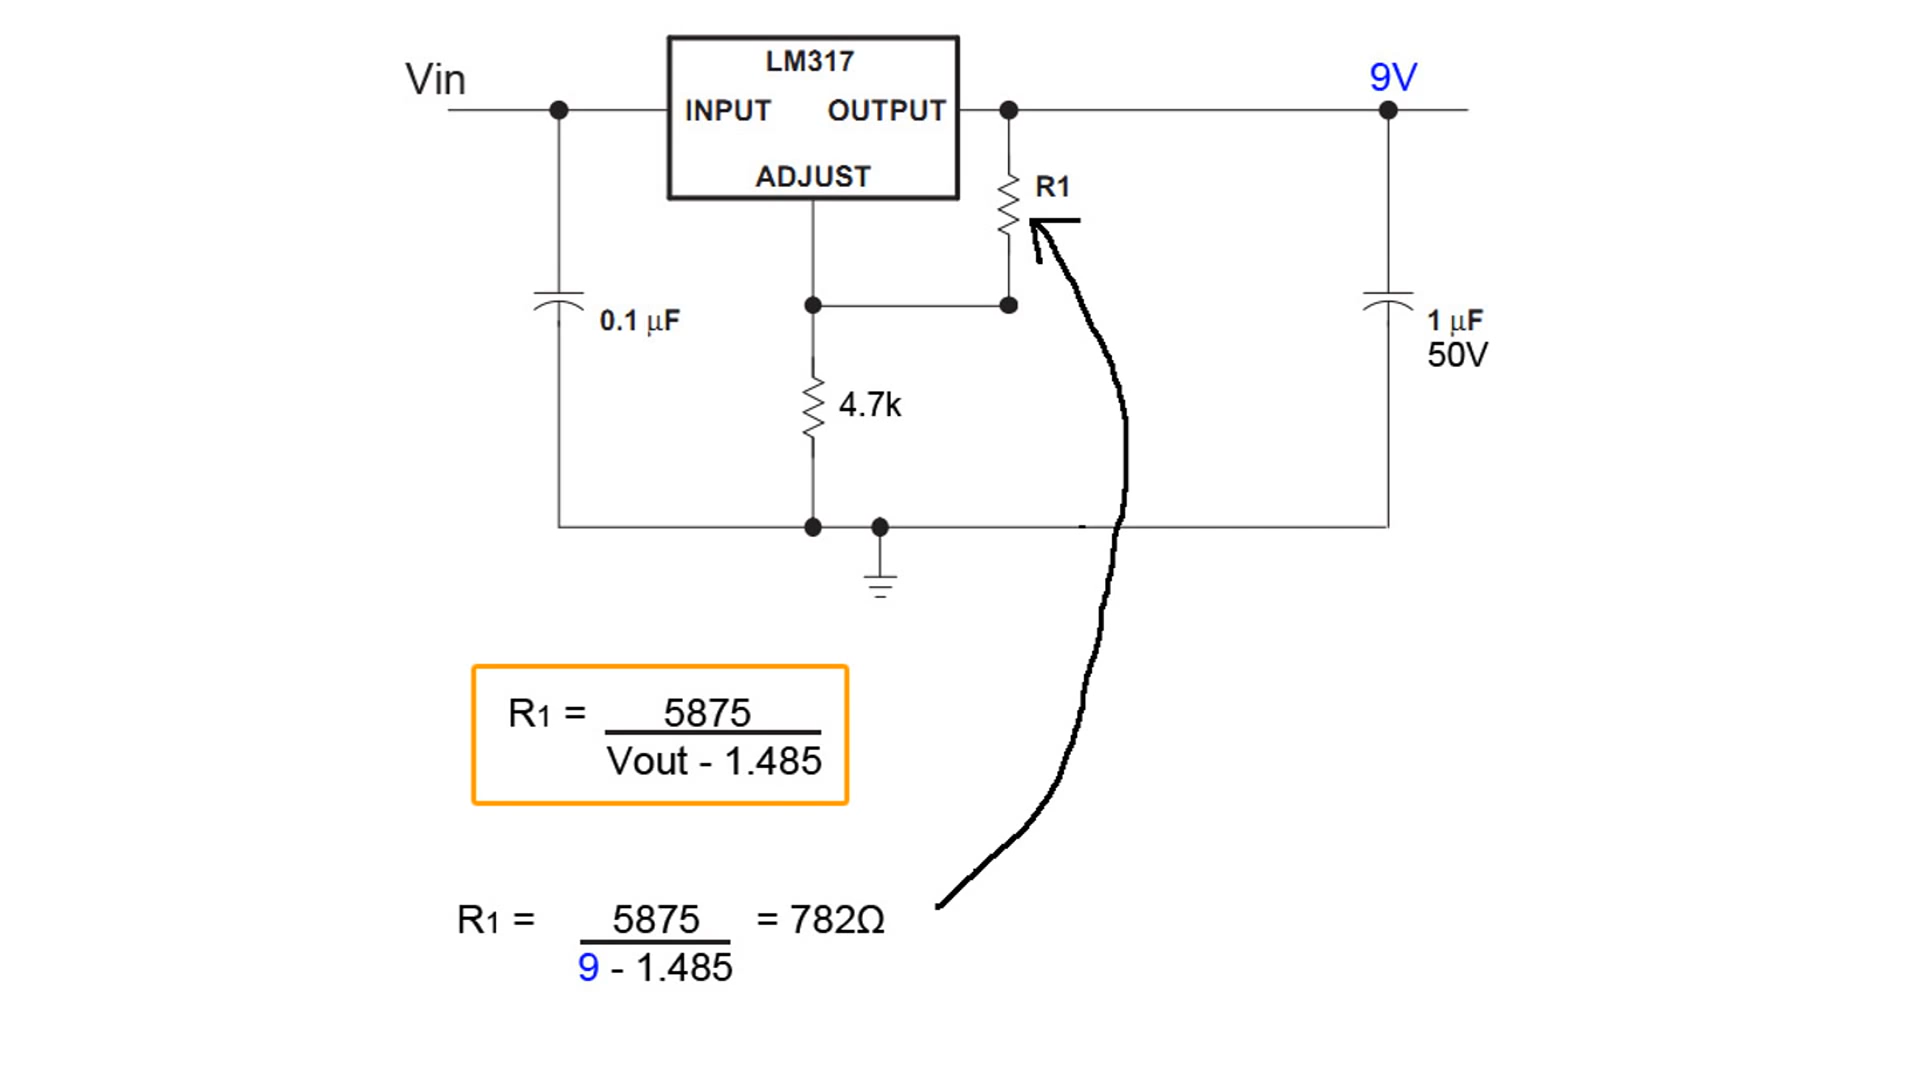 Vin
LM317
INPUT OUTPUT
ADJUST
9V
R1
0.1 μF
1 μF
50V
4.7k
R1 = 5875
Vout - 1.485
R1 = 5875 = 782Ω
9 - 1.485